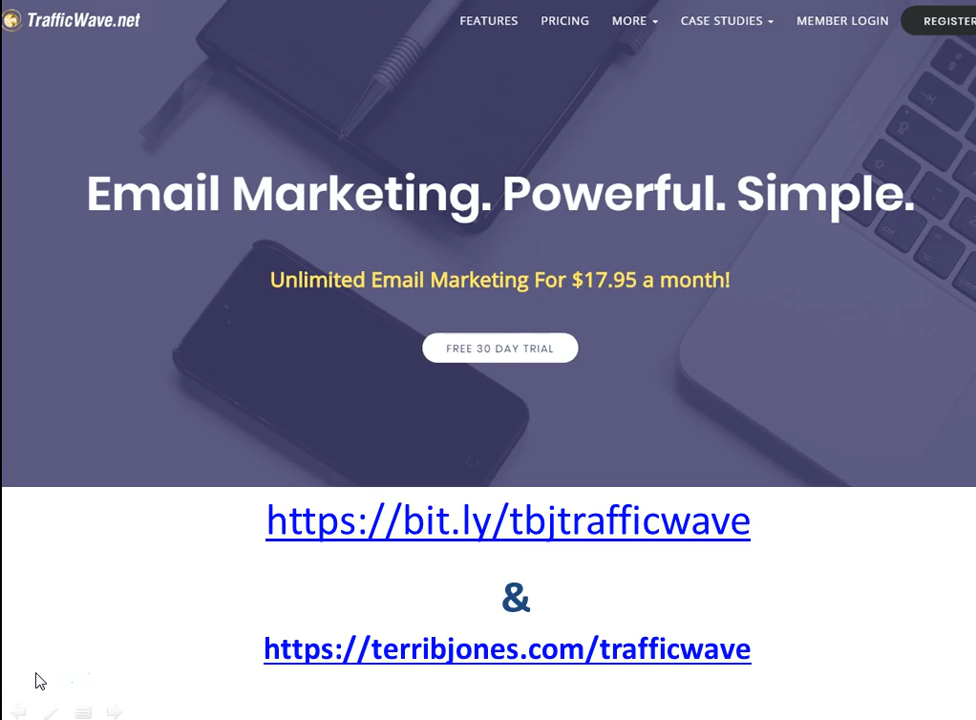 TrafficWave.net
FEATURES PRICING MORE CASE STUDIES MEMBER LOGIN REGISTER
Email Marketing. Powerful. Simple.
Unlimited Email Marketing For $17.95 a month!
FREE 30 DAY TRIAL
https://bit.ly/tbjtrafficwave
&
https://terribjones.com/trafficwave